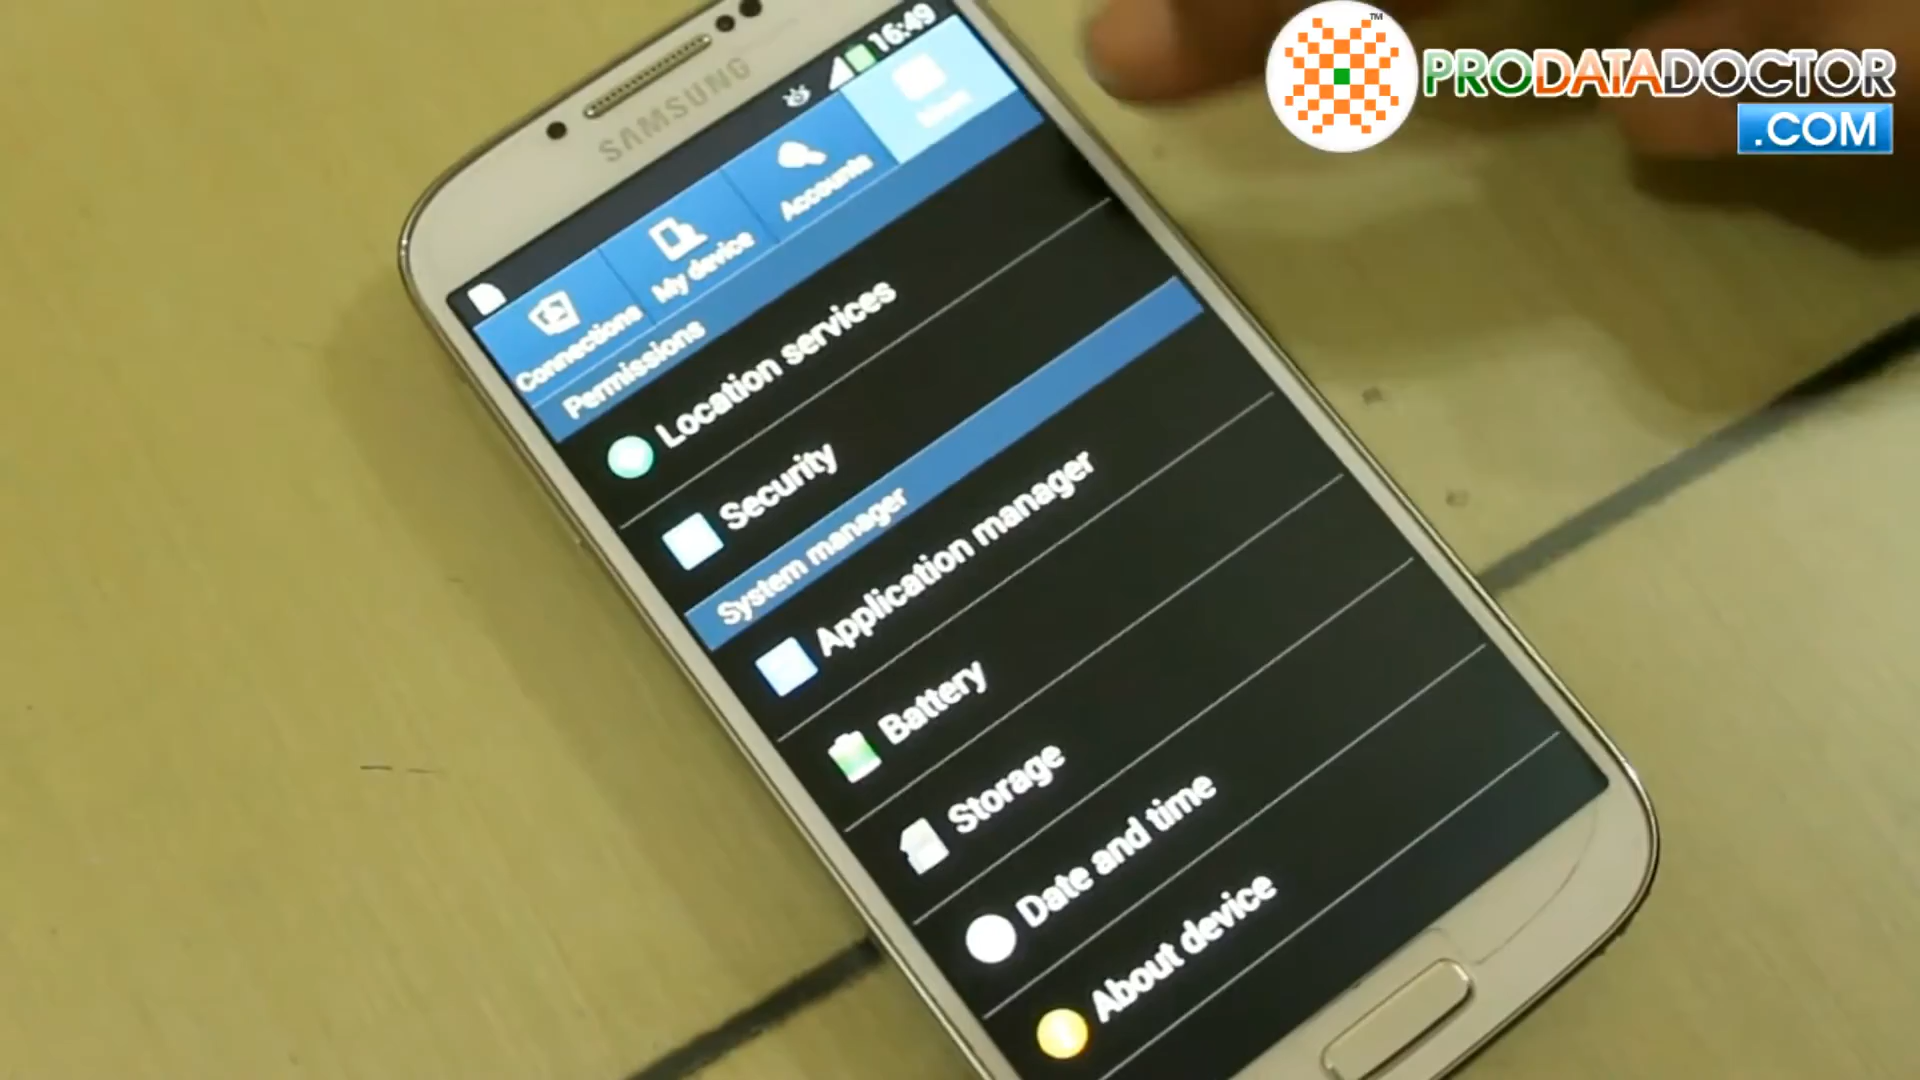 ™
PRODATADOCTOR
.COM
SAMSUNG
16:49
Connections
My device
Accounts
Permissions
Location services
Security
System manager
Application manager
Battery
Storage
Date and time
About device